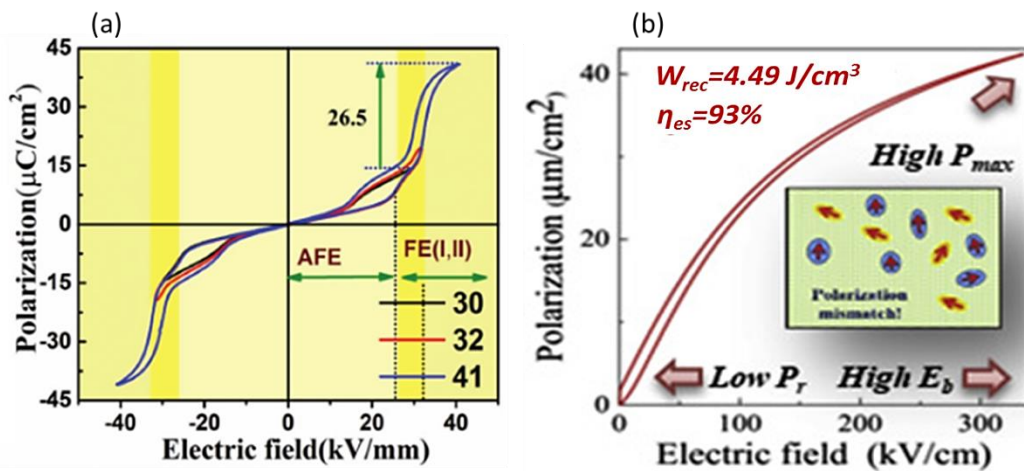 (a)
Polarization(μC/cm²)
45
30
15
0
-15
-30
-45
26.5
AFE
FE(I,II)
30
32
41
-40
-20
0
20
40
Electric field(kV/mm)
(b)
Polarization (μm/cm²)
40
20
0
W_rec=4.49 J/cm³
η_es=93%
High P_max
Polarization
mismatch!
Low P_r
High E_b
0
100
200
300
Electric field (kV/cm)